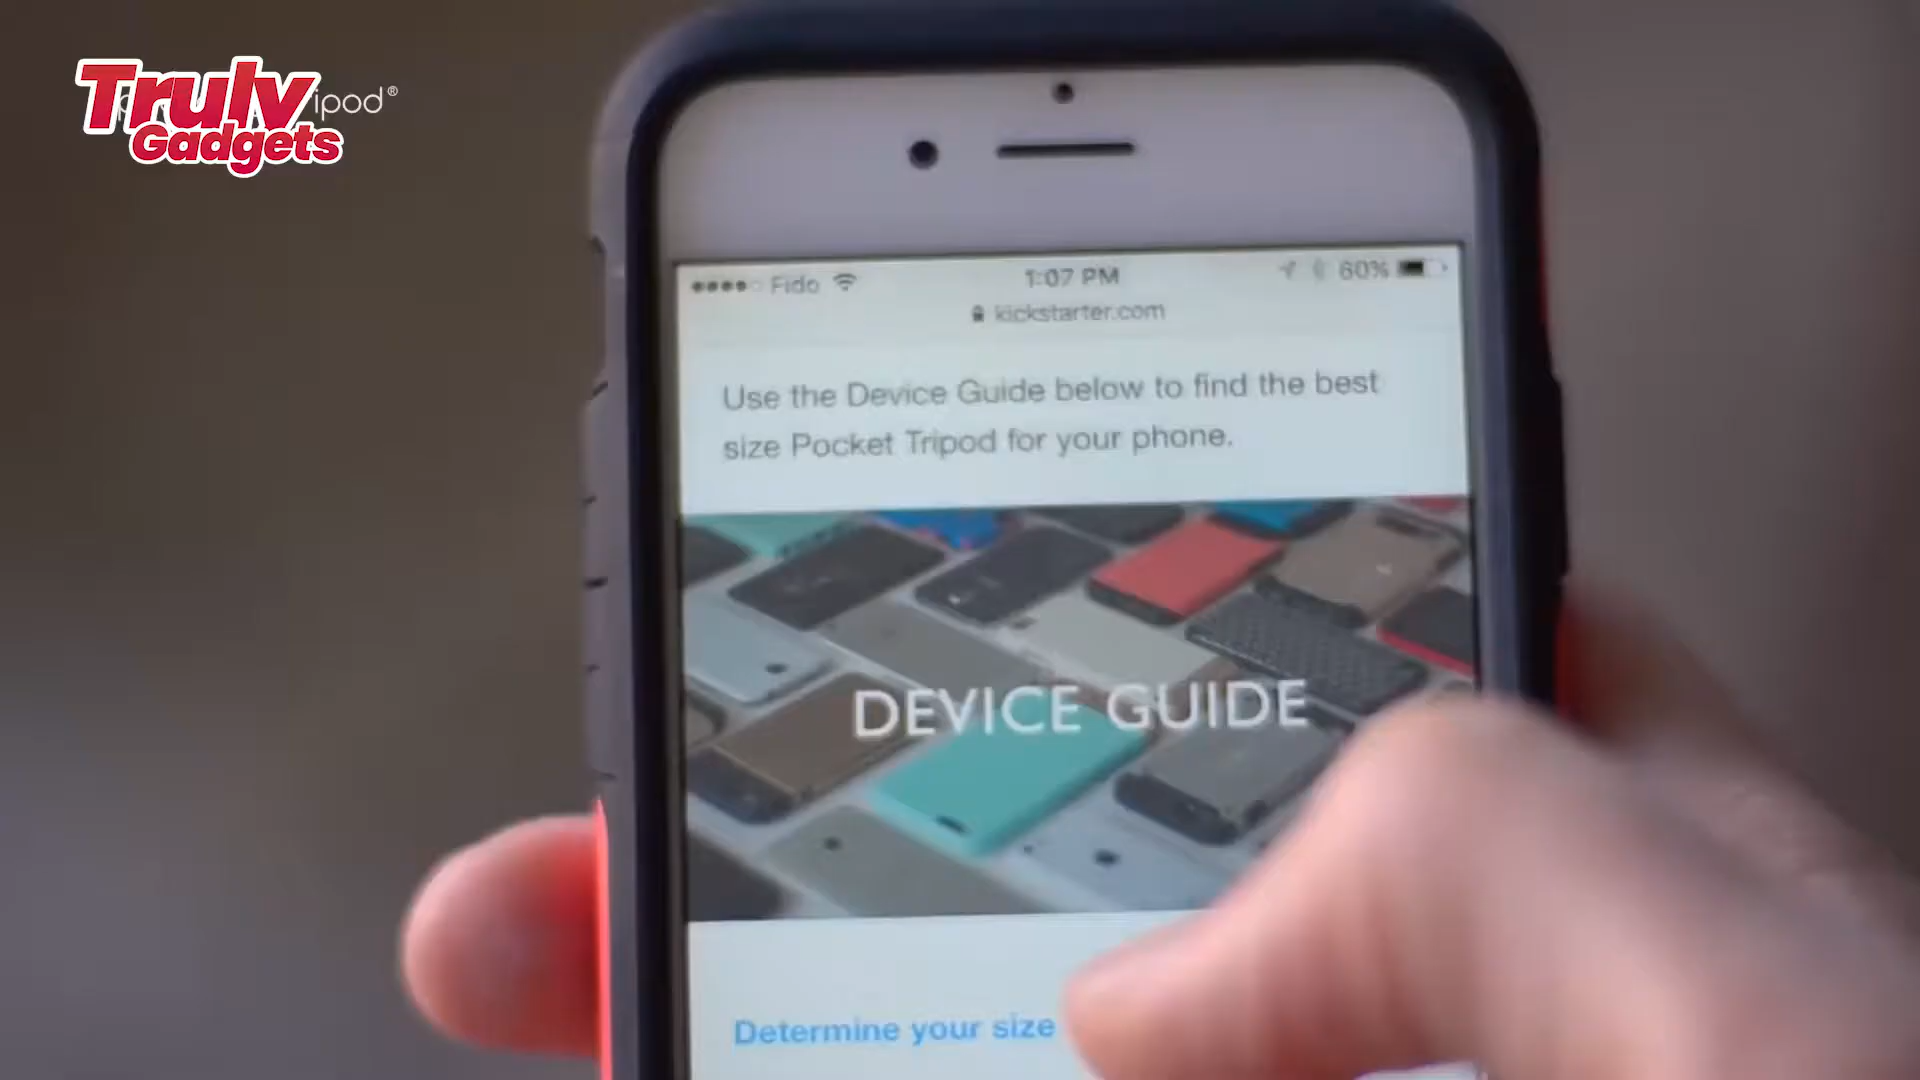 Truly
Gadgets
ipod®
Fido
1:07 PM
60%
kickstarter.com
Use the Device Guide below to find the best
size Pocket Tripod for your phone.
DEVICE GUIDE
Determine your size